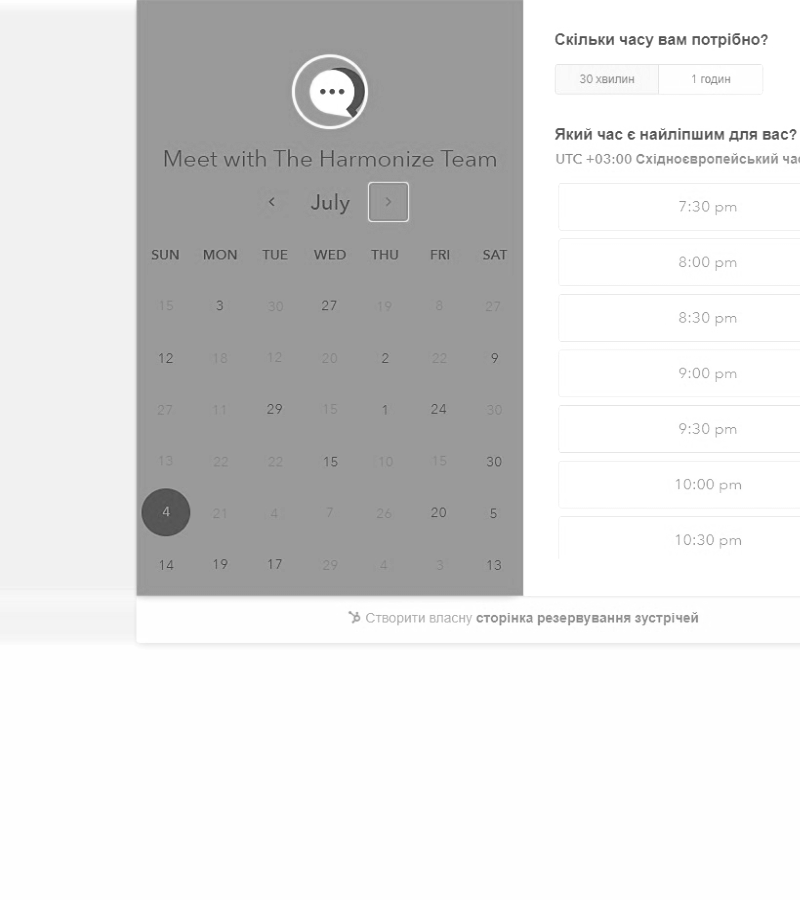 Meet with The Harmonize Team
July
SUN MON TUE WED THU FRI SAT
15 3 30 27 19 8 27
12 18 12 20 2 22 9
27 11 29 15 1 24 30
13 22 22 15 10 15 30
4 21 4 7 26 20 5
14 19 17 29 4 3 13
Скільки часу вам потрібно?
30 хвилин 1 годин
Який час є найліпшим для вас?
UTC +03:00 Східноєвропейський час
7:30 pm
8:00 pm
8:30 pm
9:00 pm
9:30 pm
10:00 pm
10:30 pm
Створити власну сторінка резервування зустрічей